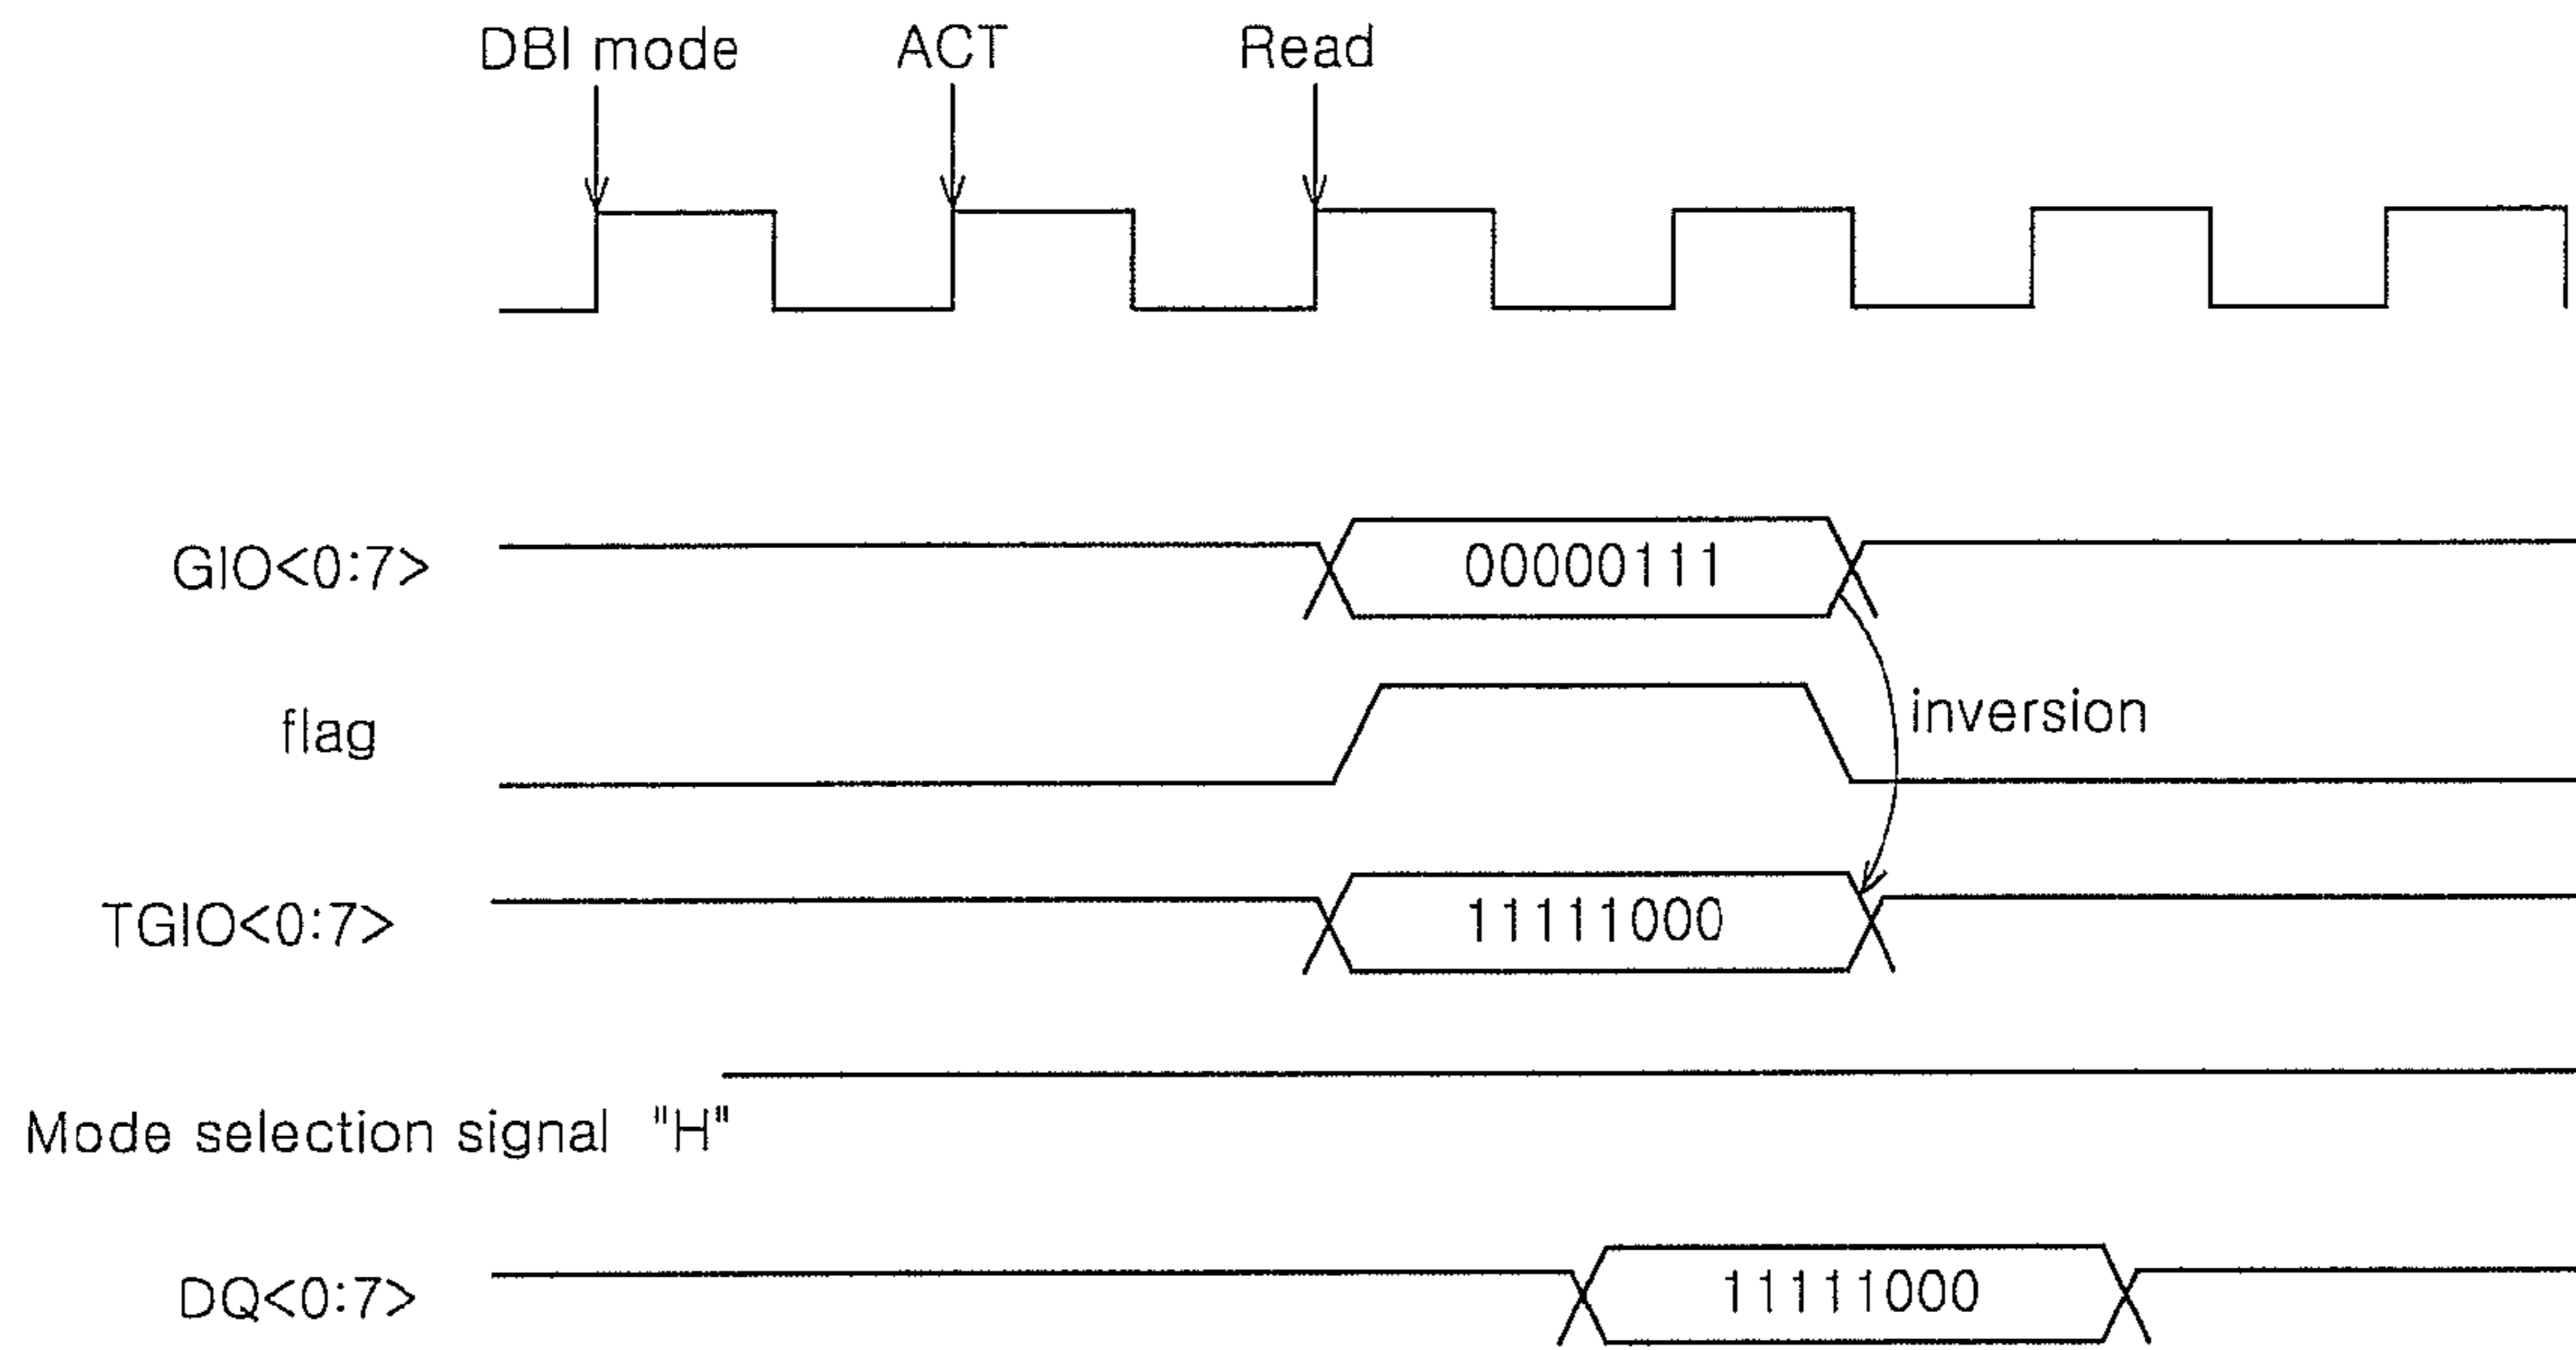 DBI mode ACT Read
GIO<0:7> 00000111
flag inversion
TGIO<0:7> 11111000
Mode selection signal "H"
DQ<0:7> 11111000